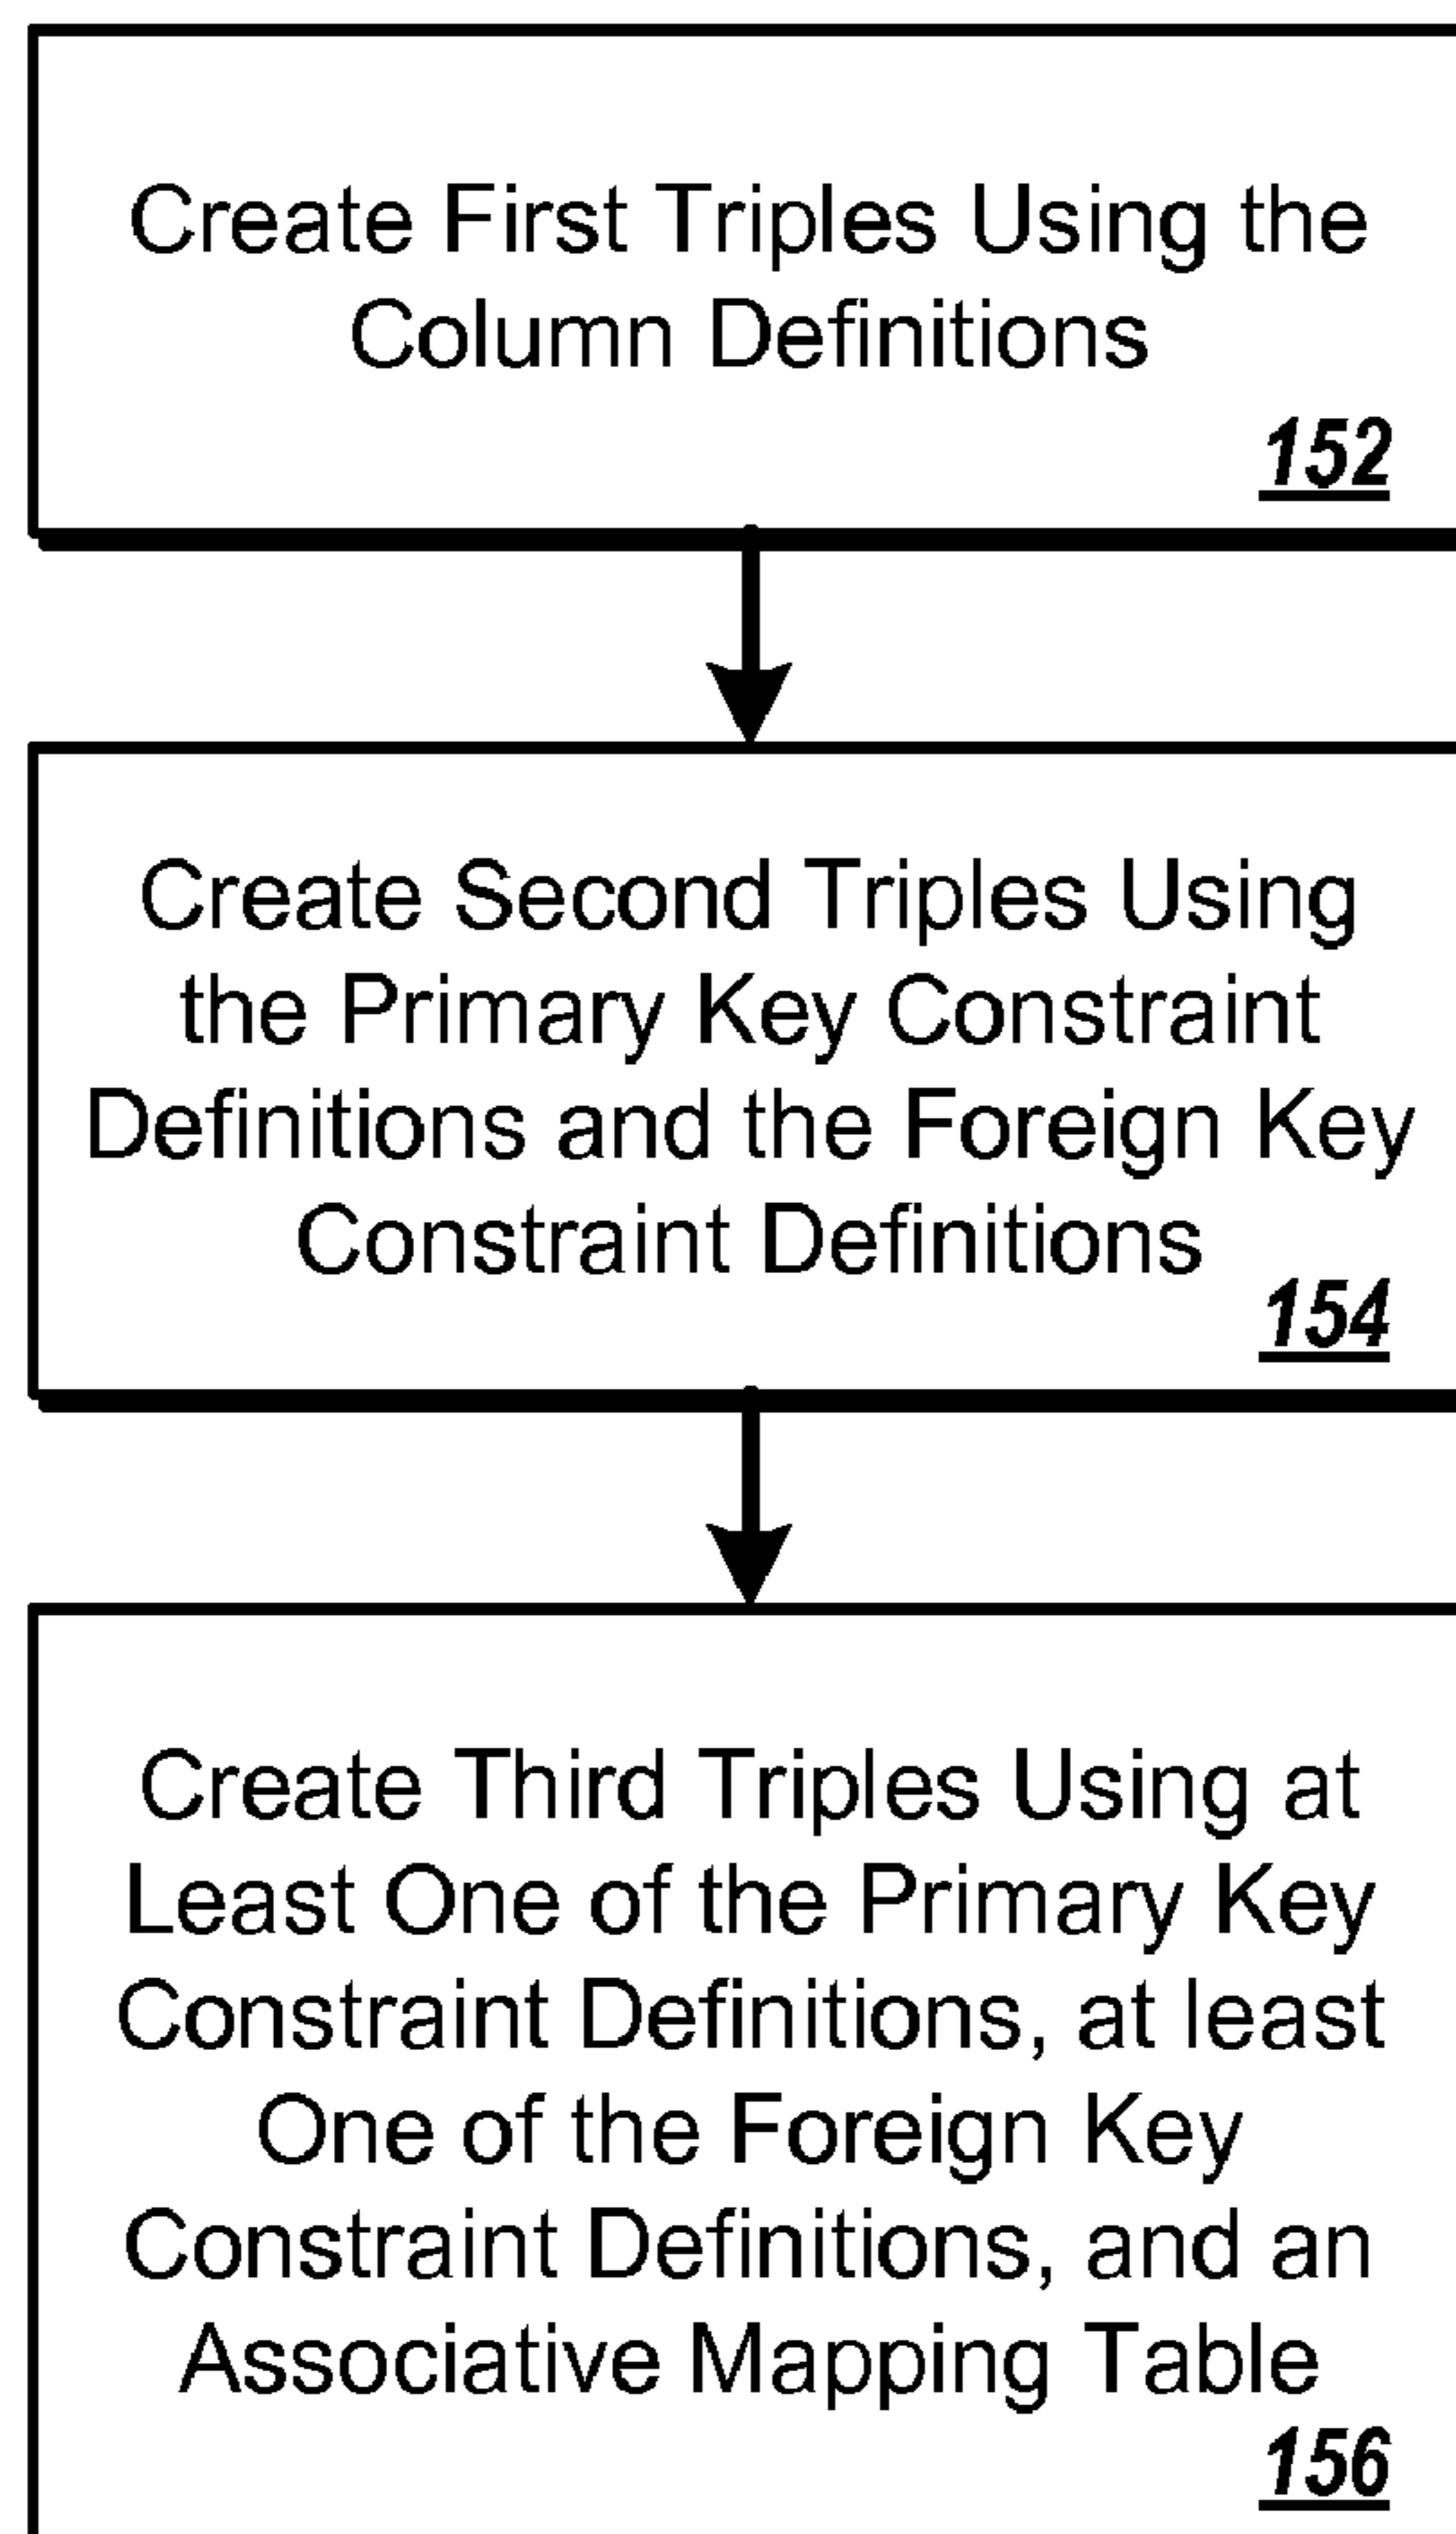 Create First Triples Using the
Column Definitions
152
Create Second Triples Using
the Primary Key Constraint
Definitions and the Foreign Key
Constraint Definitions
154
Create Third Triples Using at
Least One of the Primary Key
Constraint Definitions, at least
One of the Foreign Key
Constraint Definitions, and an
Associative Mapping Table
156